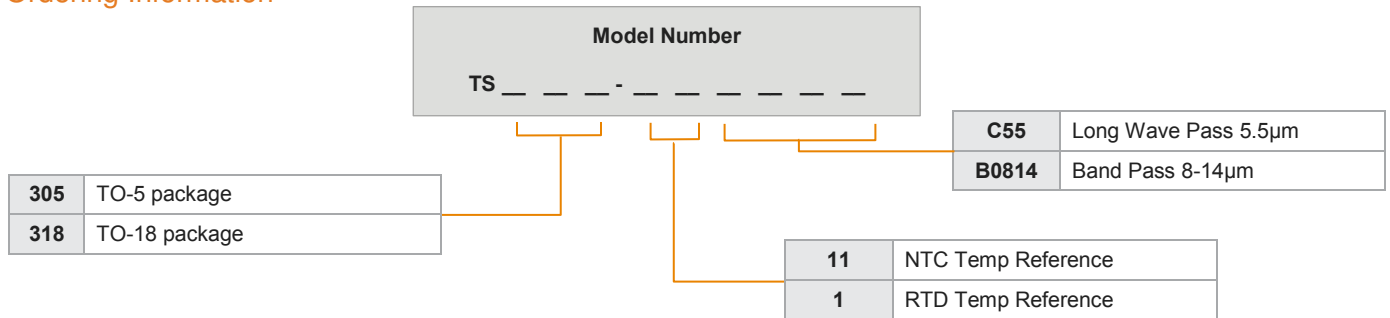 Ordering Information
Model Number
TS __ __ __ - __ __ __ __ __ __
C55 Long Wave Pass 5.5µm
B0814 Band Pass 8-14µm
305 TO-5 package
318 TO-18 package
11 NTC Temp Reference
1 RTD Temp Reference